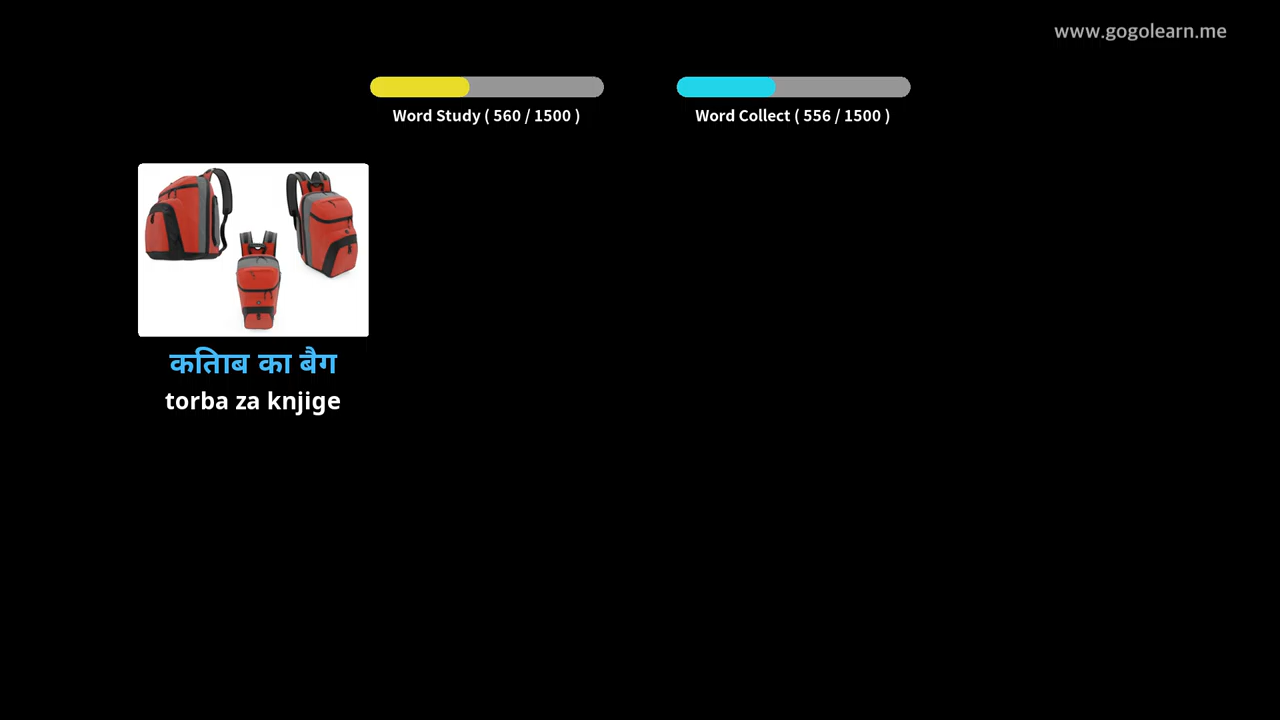 www.gogolearn.me
Word Study ( 560 / 1500 )
Word Collect ( 556 / 1500 )
किताब का बैग
torba za knjige